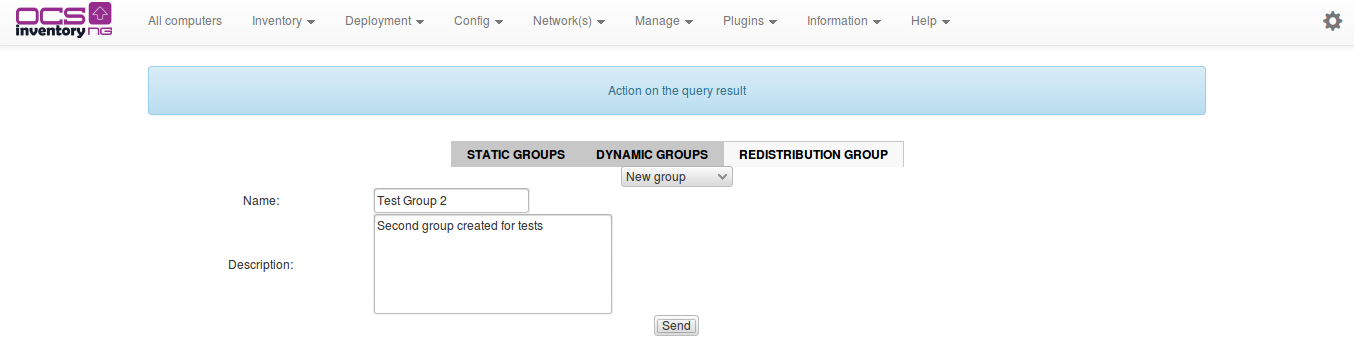 OCS inventory NG
All computers Inventory Deployment Config Network(s) Manage Plugins Information Help
Action on the query result
STATIC GROUPS DYNAMIC GROUPS REDISTRIBUTION GROUP
New group
Name: Test Group 2
Second group created for tests
Description:
Send